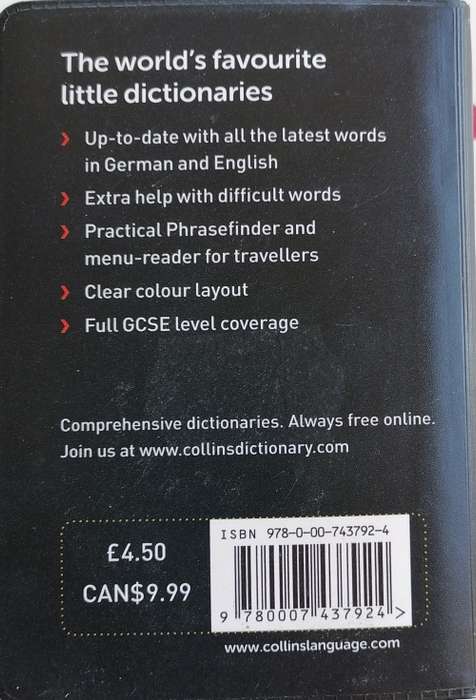 The world's favourite
little dictionaries
Up-to-date with all the latest words
in German and English
Extra help with difficult words
Practical Phrasefinder and
menu-reader for travellers
Clear colour layout
Full GCSE level coverage
Comprehensive dictionaries. Always free online.
Join us at www.collinsdictionary.com
£4.50
CAN$9.99
ISBN 978-0-00-743792-4
9 780007 437924 >
www.collinslanguage.com